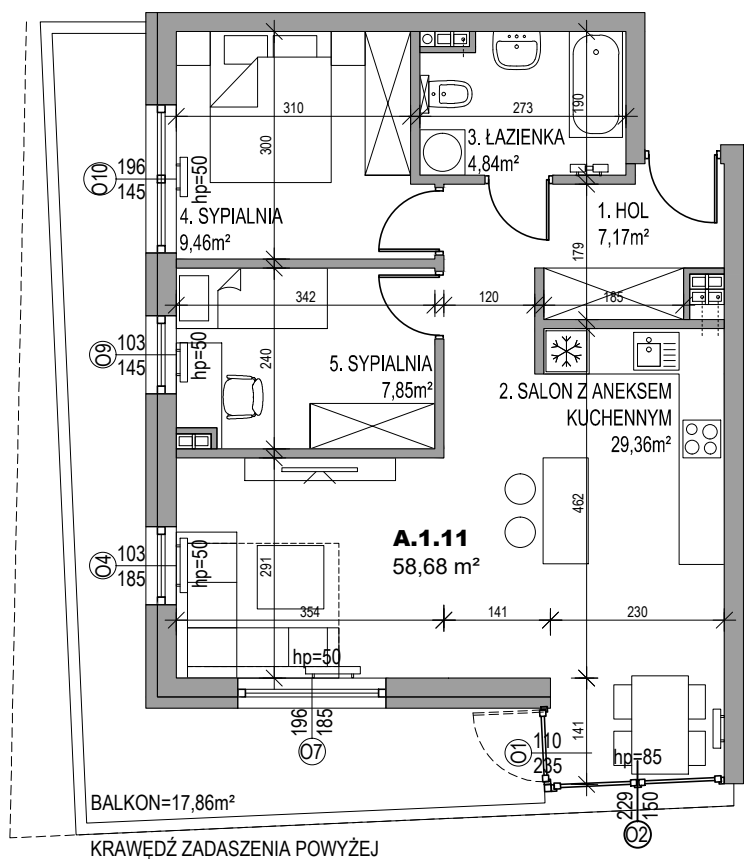 310
273
190
300
3. ŁAZIENKA
4,84m²
O10
196
145
hp=50
4. SYPIALNIA
9,46m²
1. HOL
7,17m²
179
342
120
185
O9
103
145
hp=50
240
5. SYPIALNIA
7,85m²
2. SALON Z ANEKSEM
KUCHENNYM
29,36m²
462
A.1.11
58,68 m²
O4
103
185
hp=50
291
354
141
230
hp=50
196
185
O7
O1
110
235
141
hp=85
229
150
O2
BALKON=17,86m²
KRAWĘDŹ ZADASZENIA POWYŻEJ